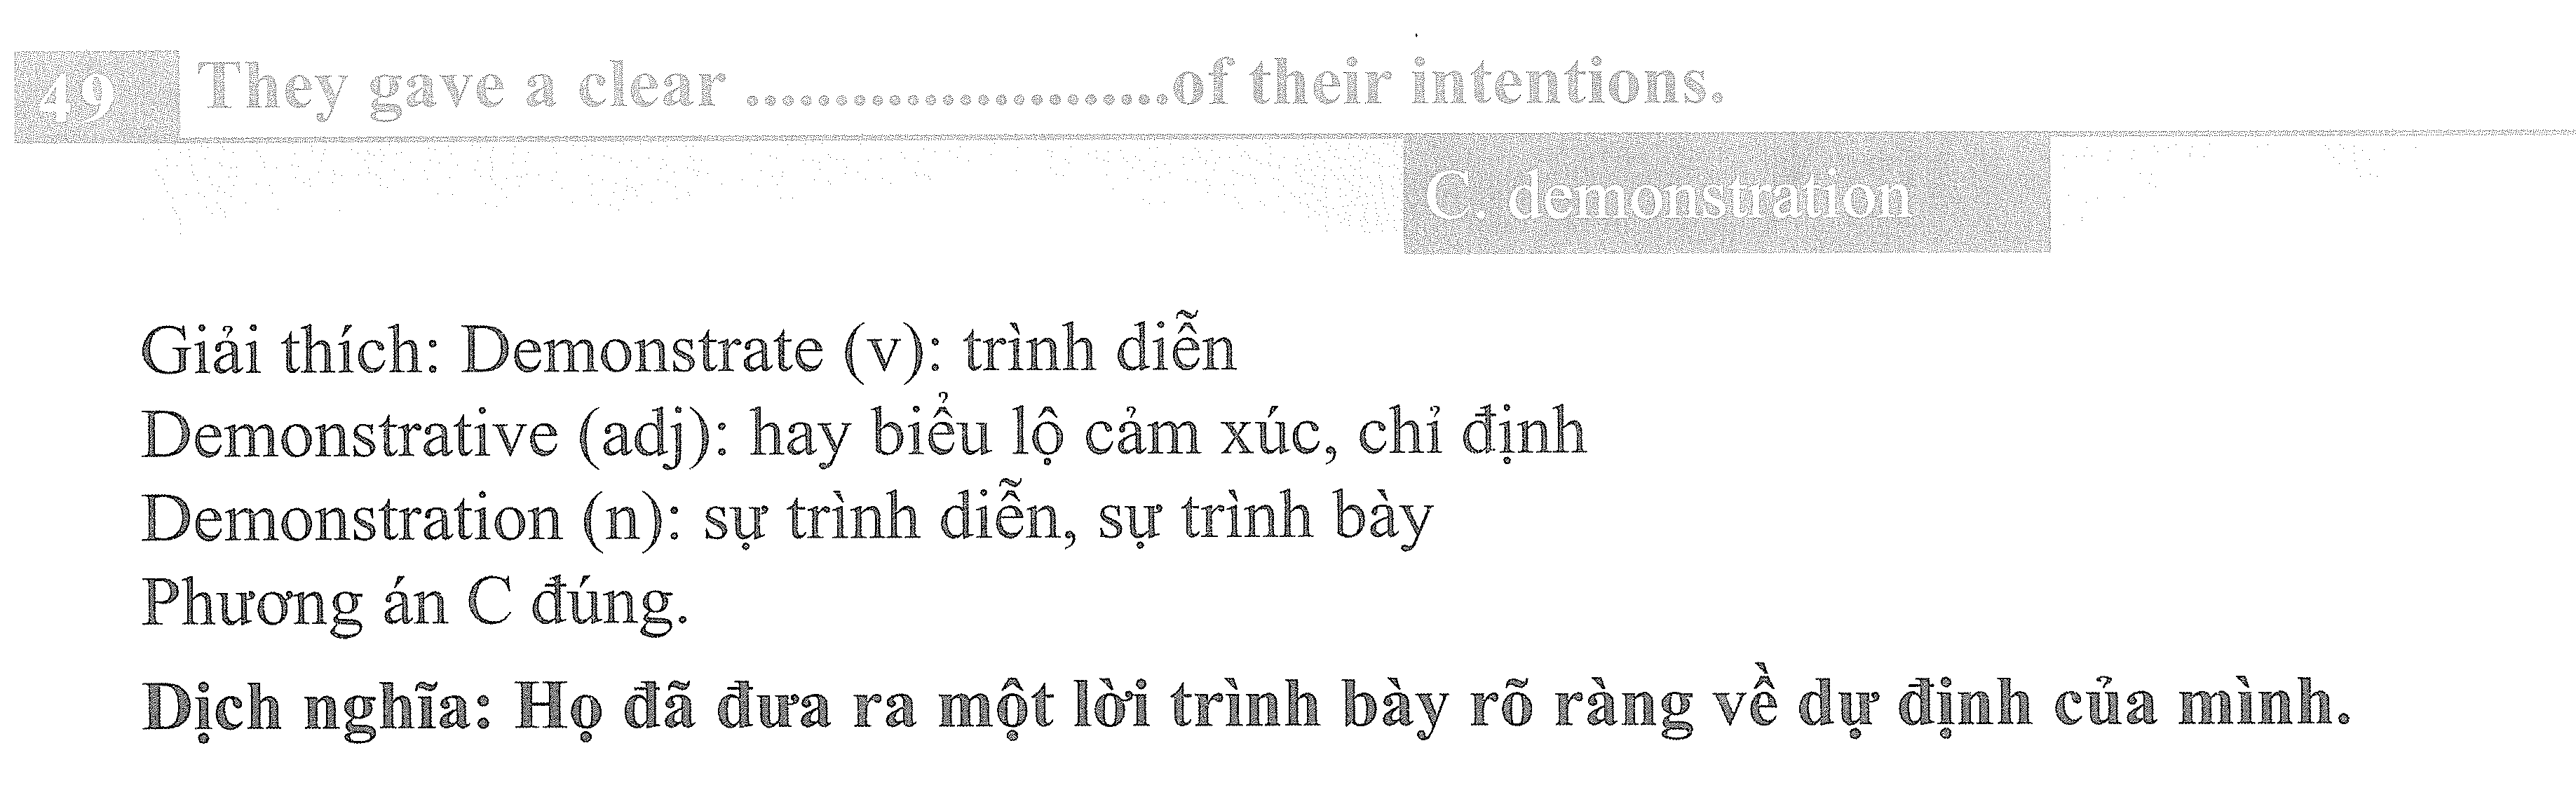 49 They gave a clear ........................of their intentions.
C. demonstration
Giải thích: Demonstrate (v): trình diễn
Demonstrative (adj): hay biểu lộ cảm xúc, chỉ định
Demonstration (n): sự trình diễn, sự trình bày
Phương án C đúng.
Dịch nghĩa: Họ đã đưa ra một lời trình bày rõ ràng về dự định của mình.